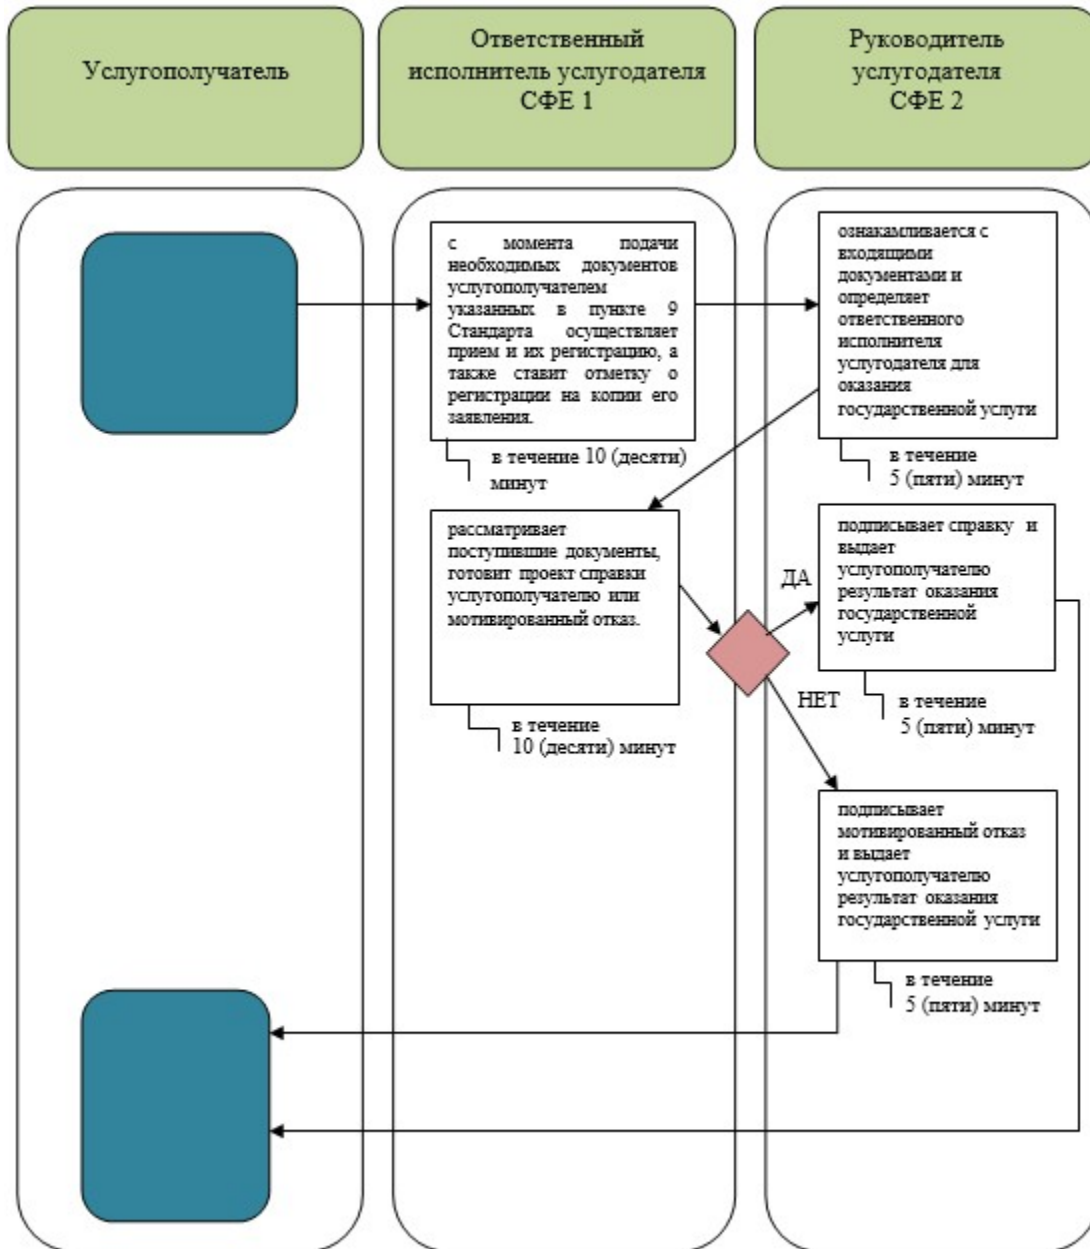 Услугополучатель
Ответственный
исполнитель услугодателя
СФЕ 1
Руководитель
услугодателя
СФЕ 2
с момента подачи
необходимых документов
услугополучателем
указанных в пункте 9
Стандарта осуществляет
прием и их регистрацию, а
также ставит отметку о
регистрации на копии его
заявления.
в течение 10 (десяти)
минут
ознакамливается с
входящими
документами и
определяет
ответственного
исполнителя
услугодателя для
оказания
государственной услуги
в течение
5 (пяти) минут
рассматривает
поступившие документы,
готовит проект справки
услугополучателю или
мотивированный отказ.
в течение
10 (десяти) минут
ДА
НЕТ
подписывает справку и
выдает
услугополучателю
результат оказания
государственной
услуги
в течение
5 (пяти) минут
подписывает
мотивированный отказ
и выдает
услугополучателю
результат оказания
государственной услуги
в течение
5 (пяти) минут